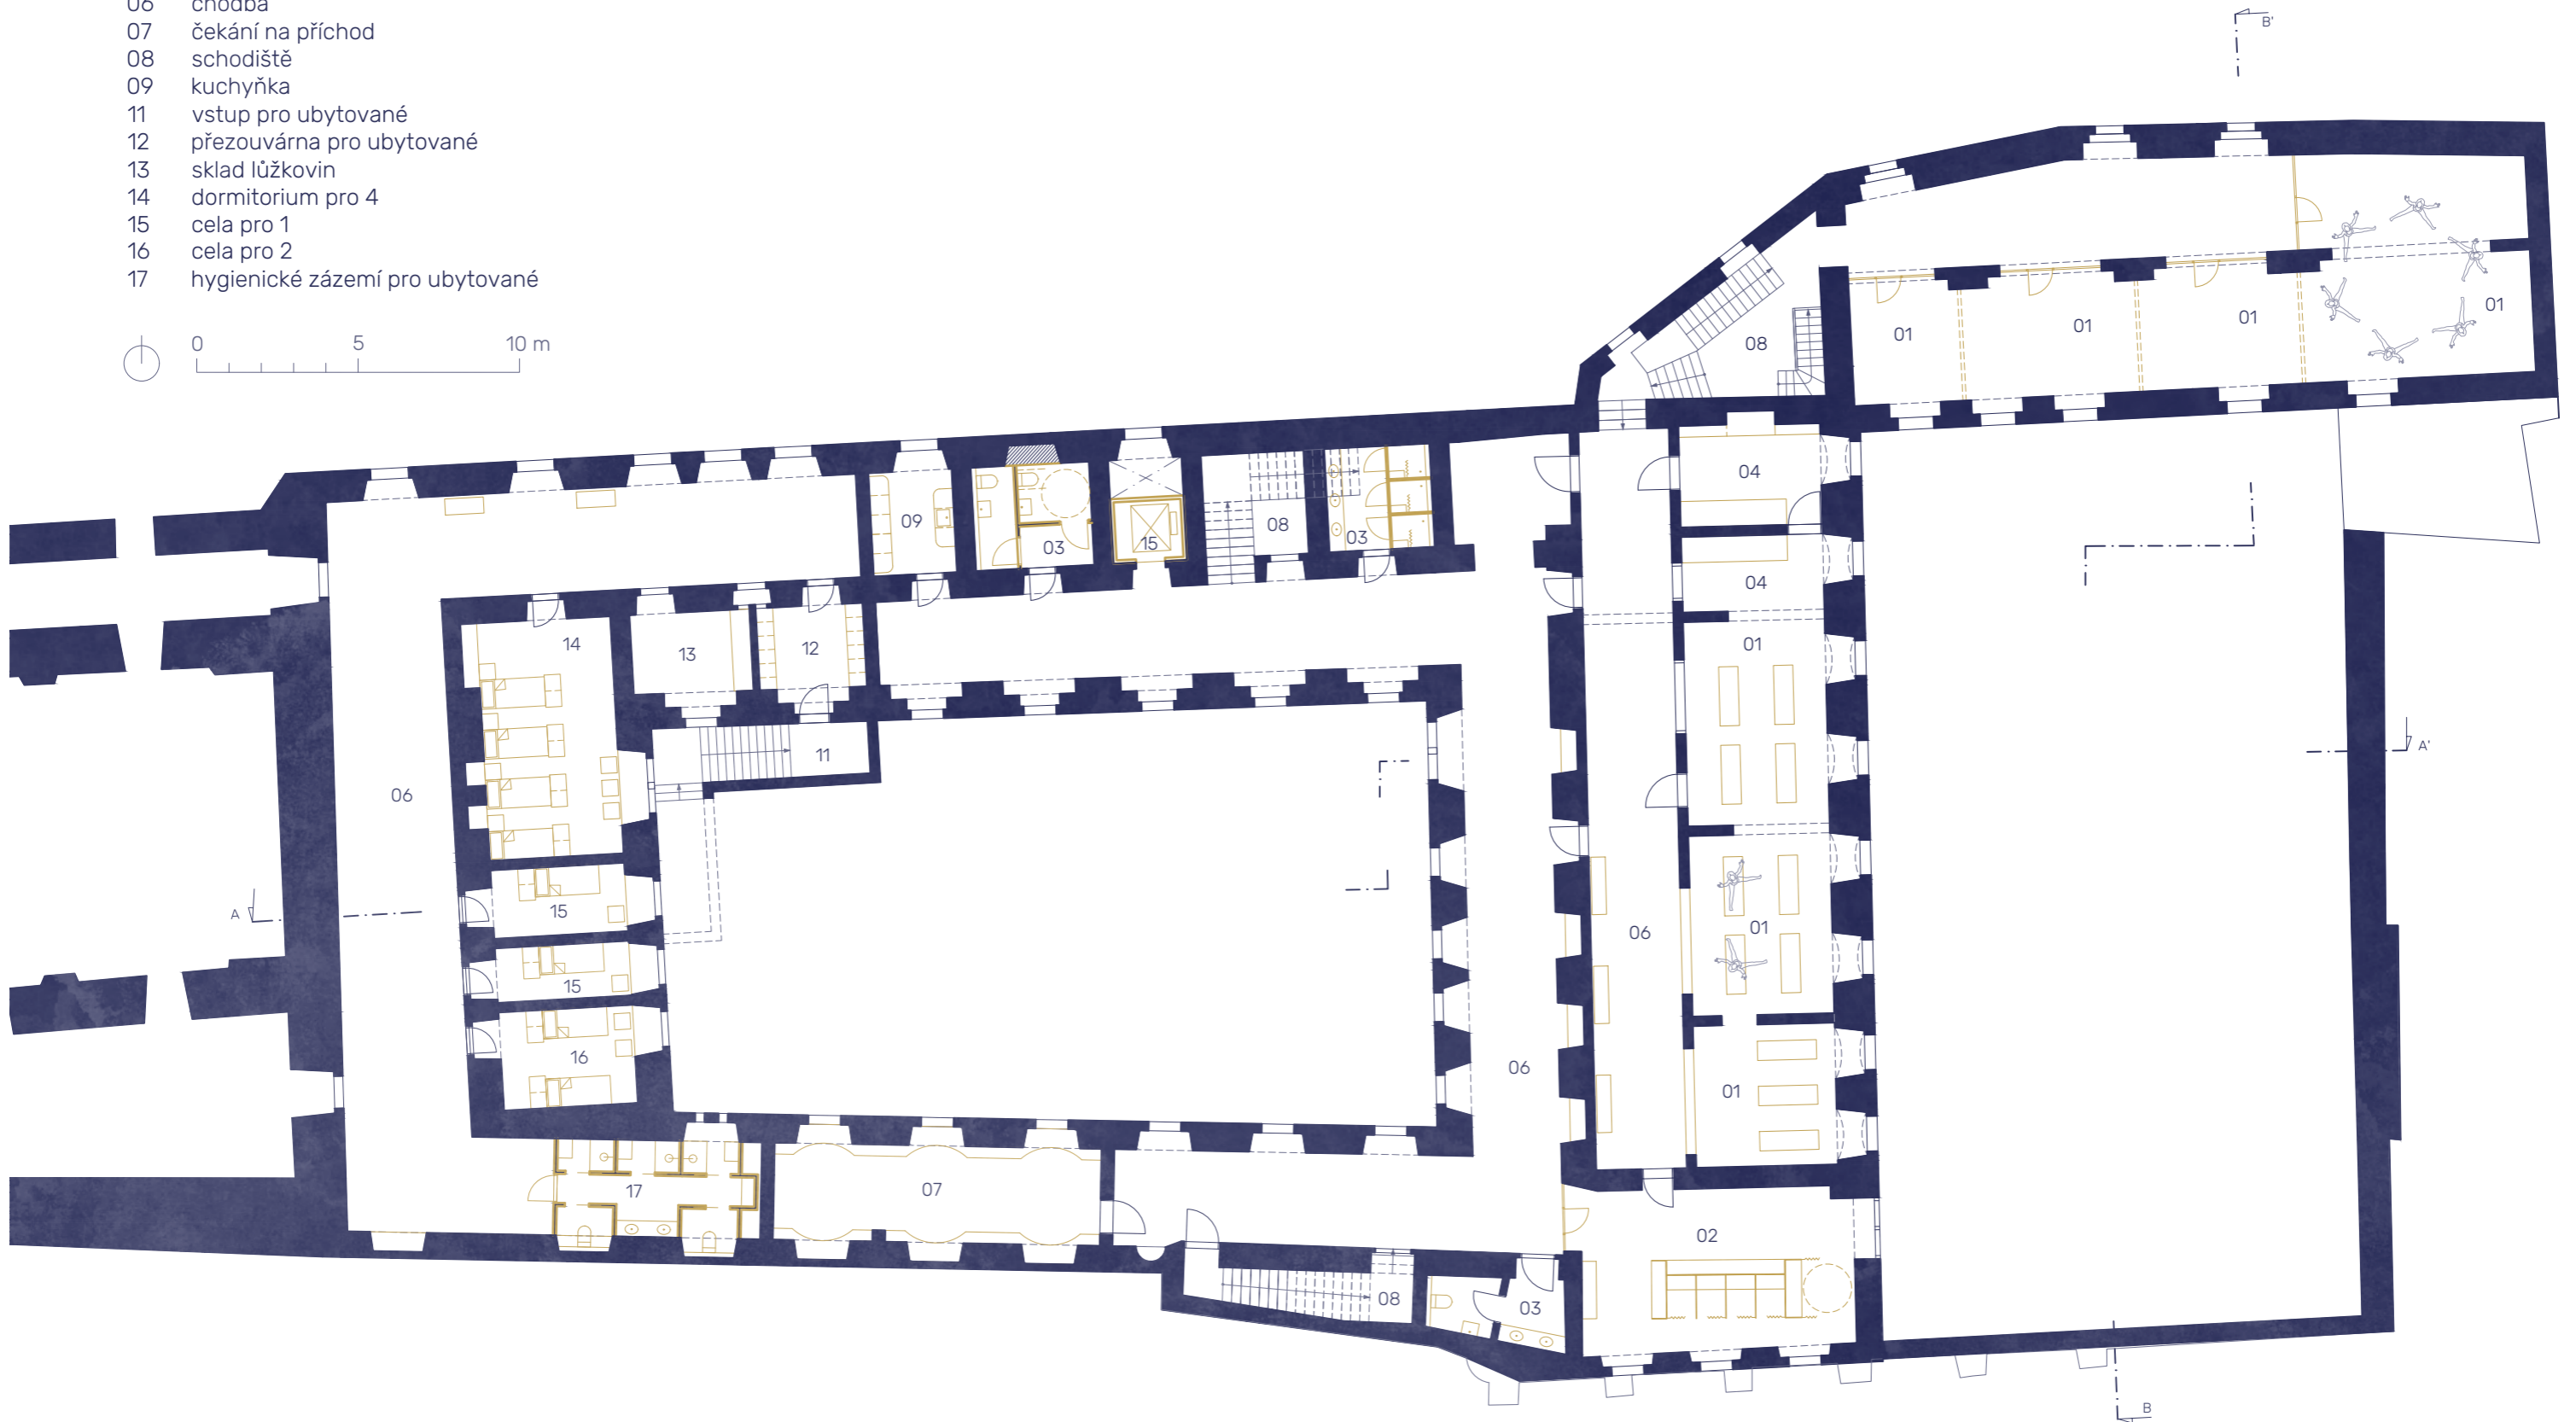 06 chodba
07 čekání na příchod
08 schodiště
09 kuchyňka
11 vstup pro ubytované
12 přezouvárna pro ubytované
13 sklad lůžkovin
14 dormitorium pro 4
15 cela pro 1
16 cela pro 2
17 hygienické zázemí pro ubytované
0 5 10 m
B'
01
01
01
01
08
04
09
03
15
08
03
04
14
13
12
01
11
A'
06
A
15
01
06
15
16
06
01
17
07
02
08
03
B